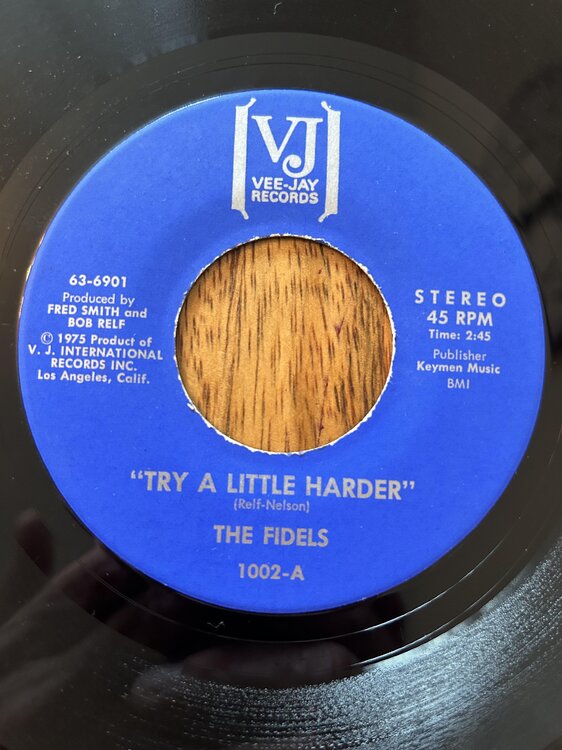 VJ
VEE-JAY
RECORDS
63-6901
Produced by
FRED SMITH and
BOB RELF
© 1975 Product of
V. J. INTERNATIONAL
RECORDS INC.
Los Angeles, Calif.
STEREO
45 RPM
Time: 2:45
Publisher
Keymen Music
BMI
"TRY A LITTLE HARDER"
(Relf-Nelson)
THE FIDELS
1002-A